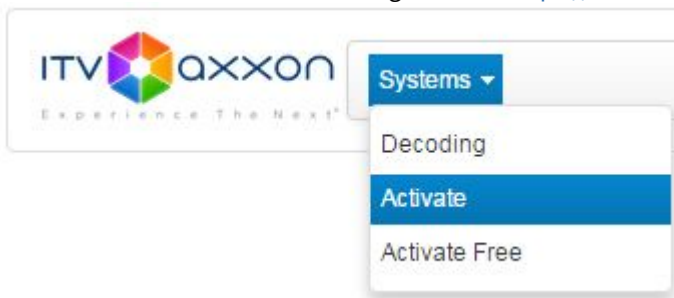 ITV axxon
Experience The Next®
Systems
Decoding
Activate
Activate Free